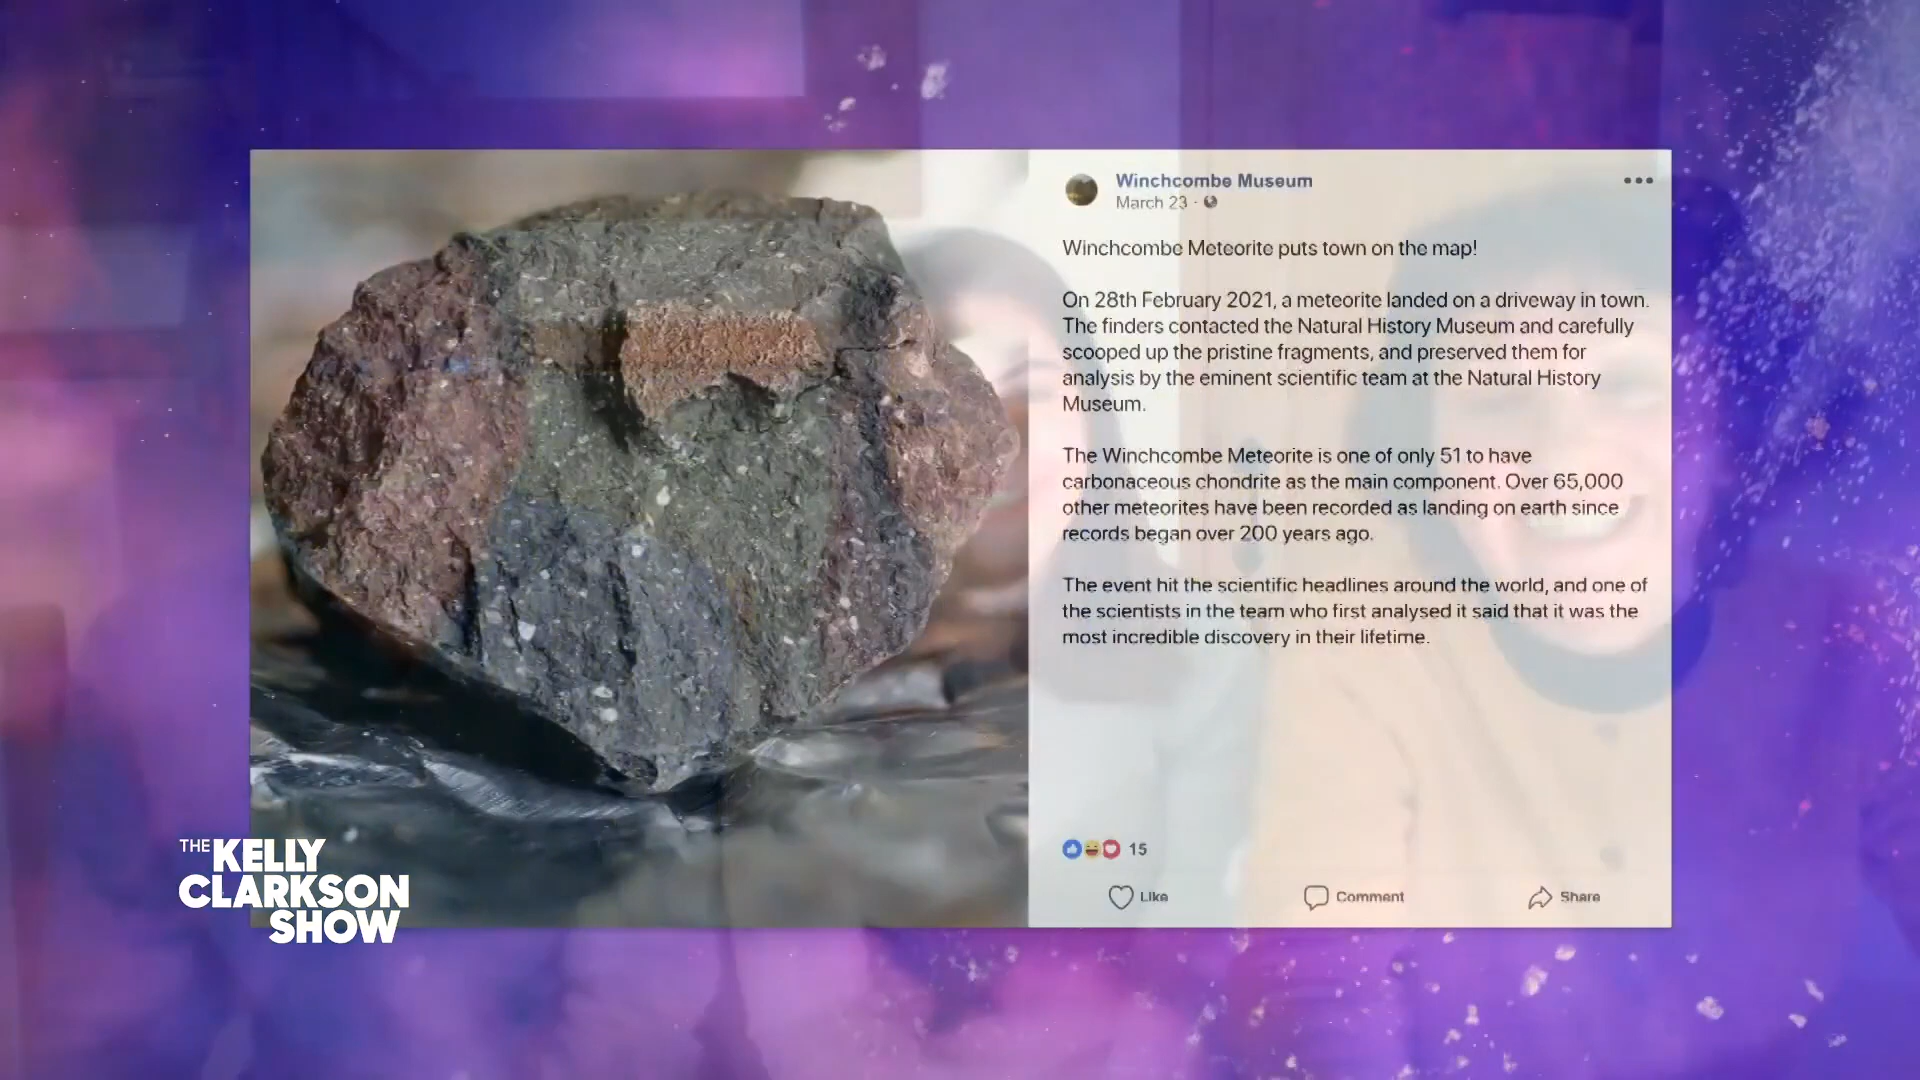 Winchcombe Museum
March 23 ·
Winchcombe Meteorite puts town on the map!
On 28th February 2021, a meteorite landed on a driveway in town.
The finders contacted the Natural History Museum and carefully
scooped up the pristine fragments, and preserved them for
analysis by the eminent scientific team at the Natural History
Museum.
The Winchcombe Meteorite is one of only 51 to have
carbonaceous chondrite as the main component. Over 65,000
other meteorites have been recorded as landing on earth since
records began over 200 years ago.
The event hit the scientific headlines around the world, and one of
the scientists in the team who first analysed it said that it was the
most incredible discovery in their lifetime.
15
Like
Comment
Share
THE KELLY
CLARKSON
SHOW